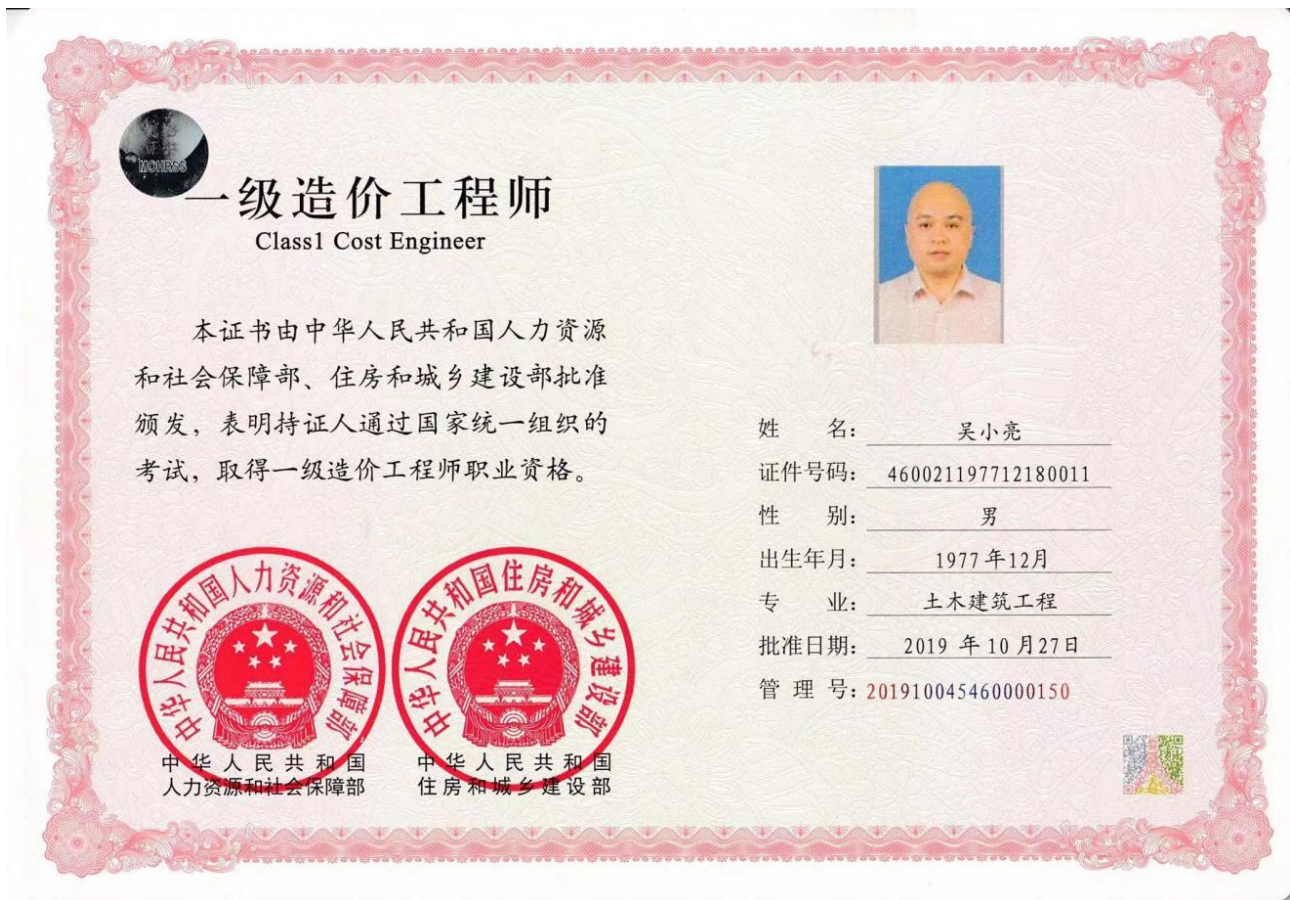 MOHRSS
一级造价工程师
Class1 Cost Engineer
本证书由中华人民共和国人力资源
和社会保障部、住房和城乡建设部批准
颁发，表明持证人通过国家统一组织的
考试，取得一级造价工程师职业资格。
中华人民共和国人力资源和社会保障部
中华人民共和国住房和城乡建设部
中华人民共和国
人力资源和社会保障部
中华人民共和国
住房和城乡建设部
姓 名：吴小亮
证件号码：460021197712180011
性 别：男
出生年月：1977年12月
专 业：土木建筑工程
批准日期：2019 年 10 月27日
管 理 号：201910045460000150